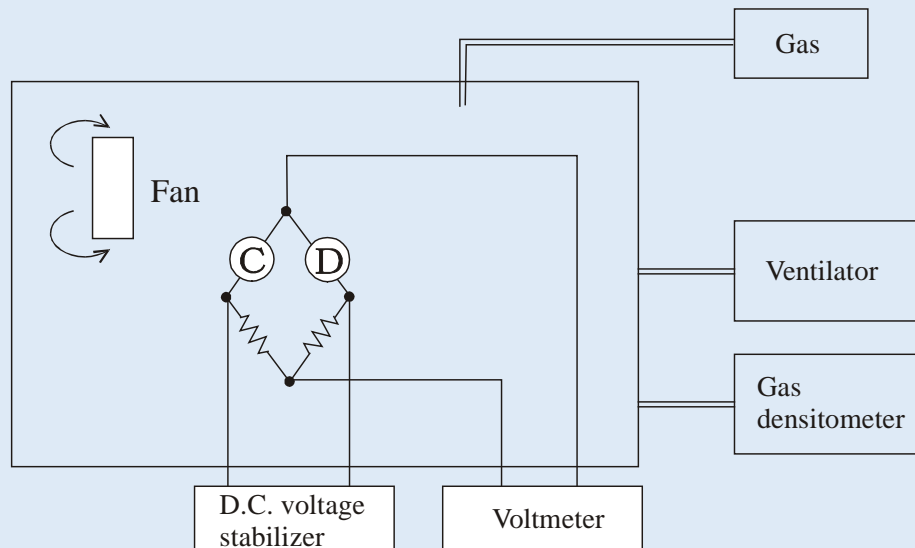 Gas
Fan
C
D
Ventilator
Gas
densitometer
D.C. voltage
stabilizer
Voltmeter